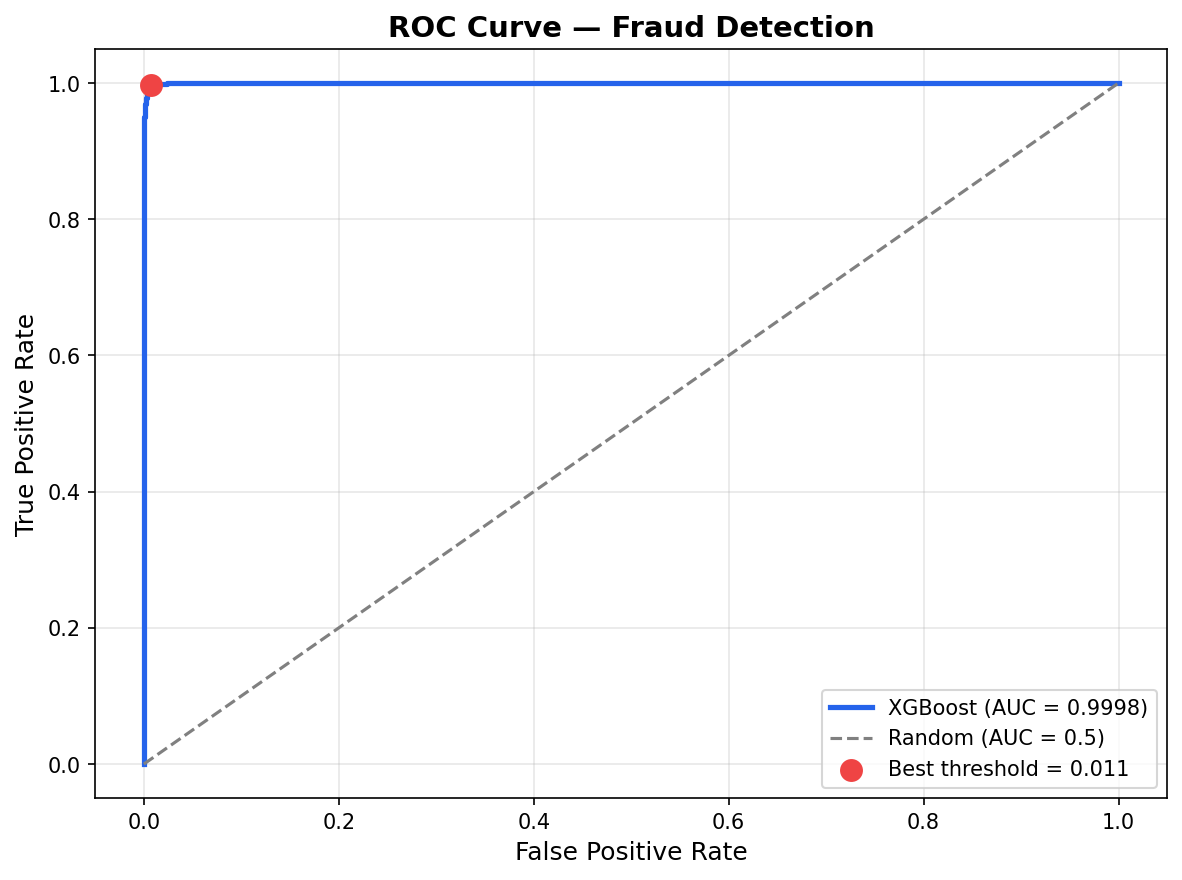 ROC Curve — Fraud Detection
True Positive Rate
1.0
0.8
0.6
0.4
0.2
0.0
XGBoost (AUC = 0.9998)
Random (AUC = 0.5)
Best threshold = 0.011
0.0 0.2 0.4 0.6 0.8 1.0
False Positive Rate